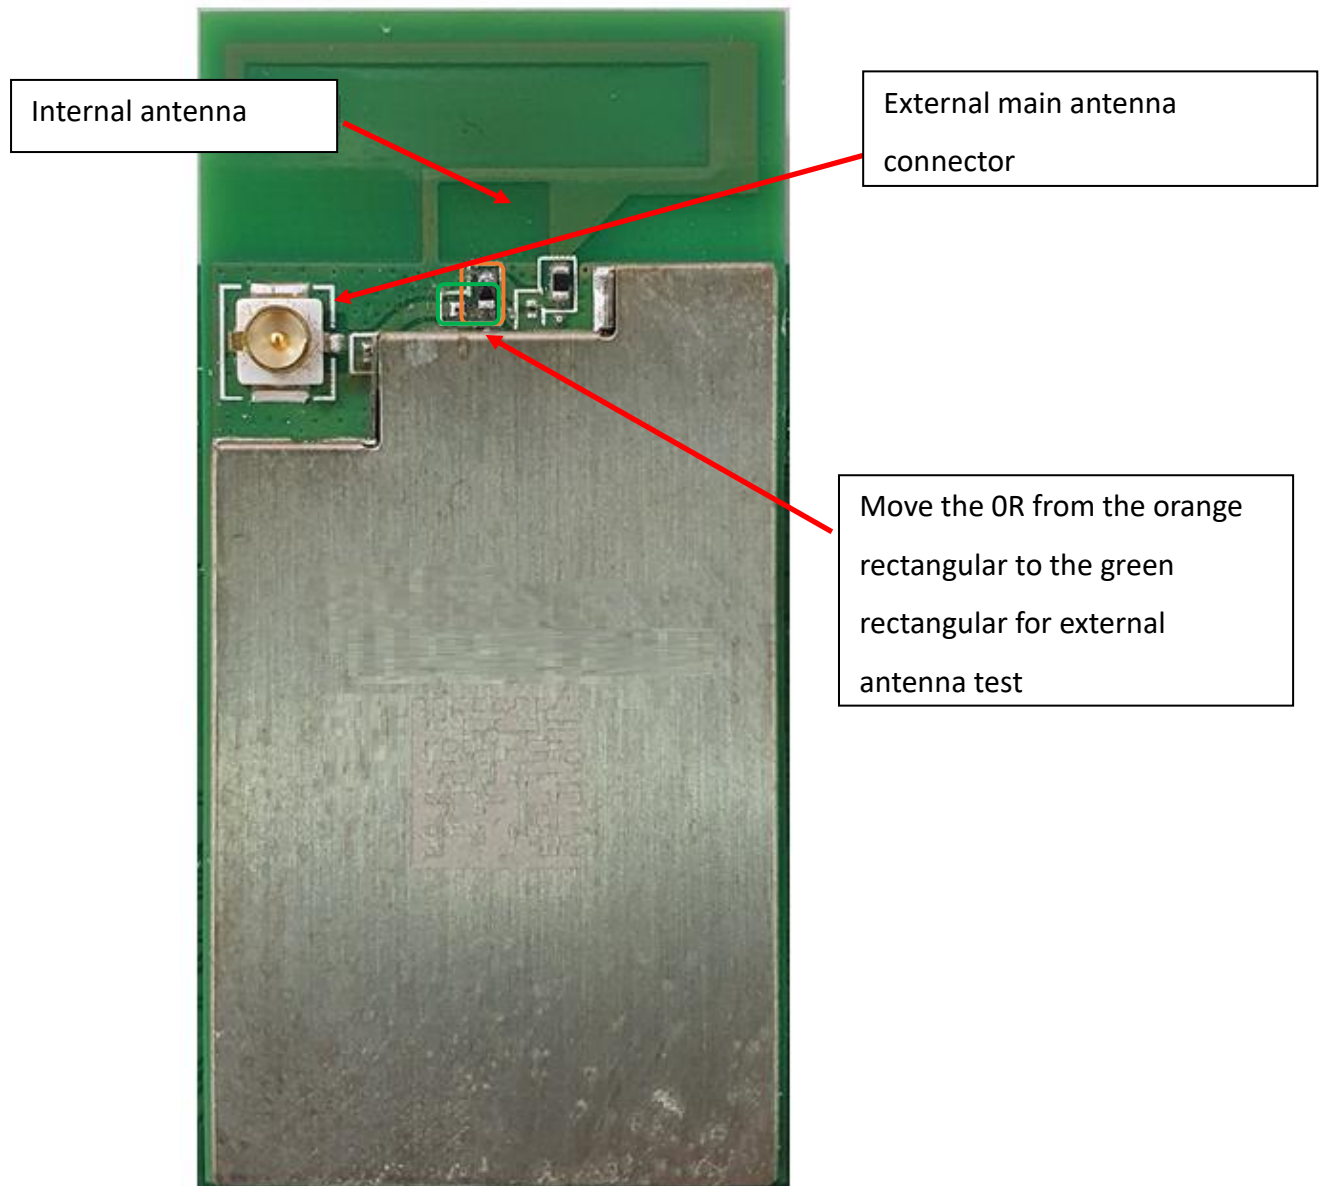 Internal antenna
External main antenna
connector
Move the 0R from the orange
rectangular to the green
rectangular for external
antenna test